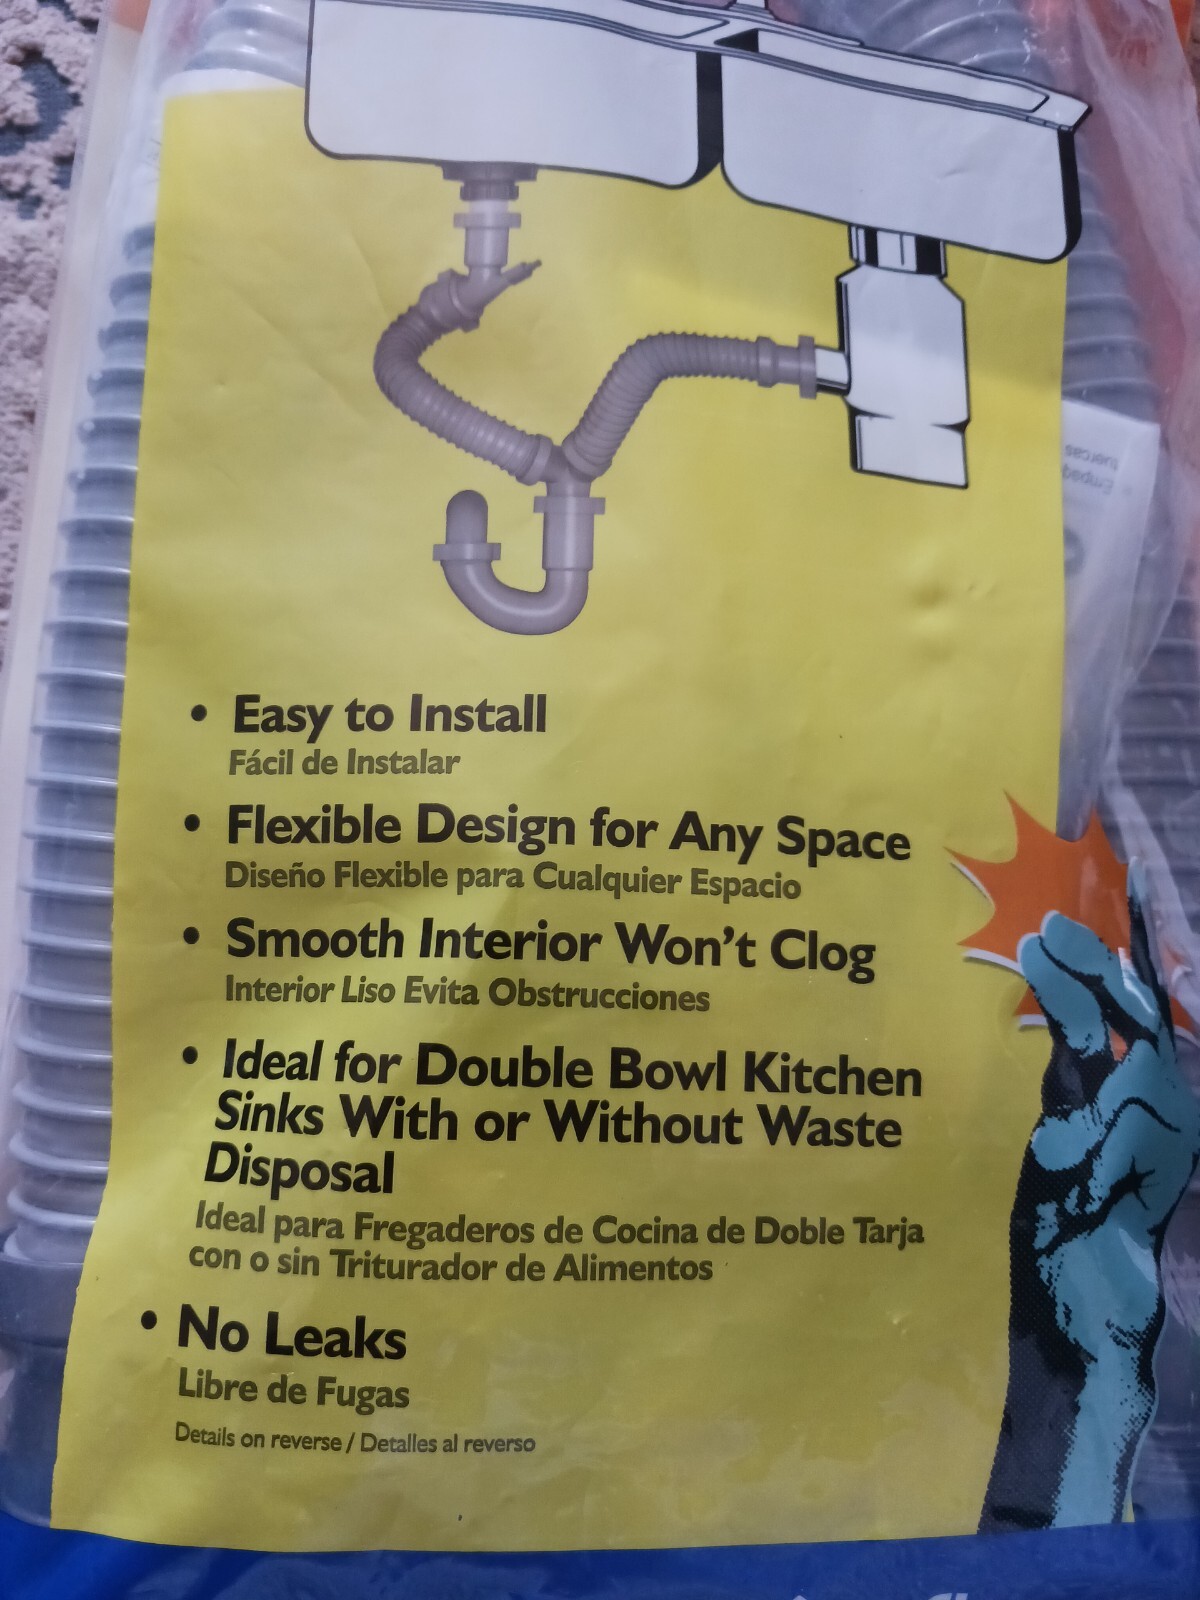 Empaq
tuercas
• Easy to Install
Fácil de Instalar
• Flexible Design for Any Space
Diseño Flexible para Cualquier Espacio
• Smooth Interior Won't Clog
Interior Liso Evita Obstrucciones
• Ideal for Double Bowl Kitchen
Sinks With or Without Waste
Disposal
Ideal para Fregaderos de Cocina de Doble Tarja
con o sin Triturador de Alimentos
• No Leaks
Libre de Fugas
Details on reverse / Detalles al reverso